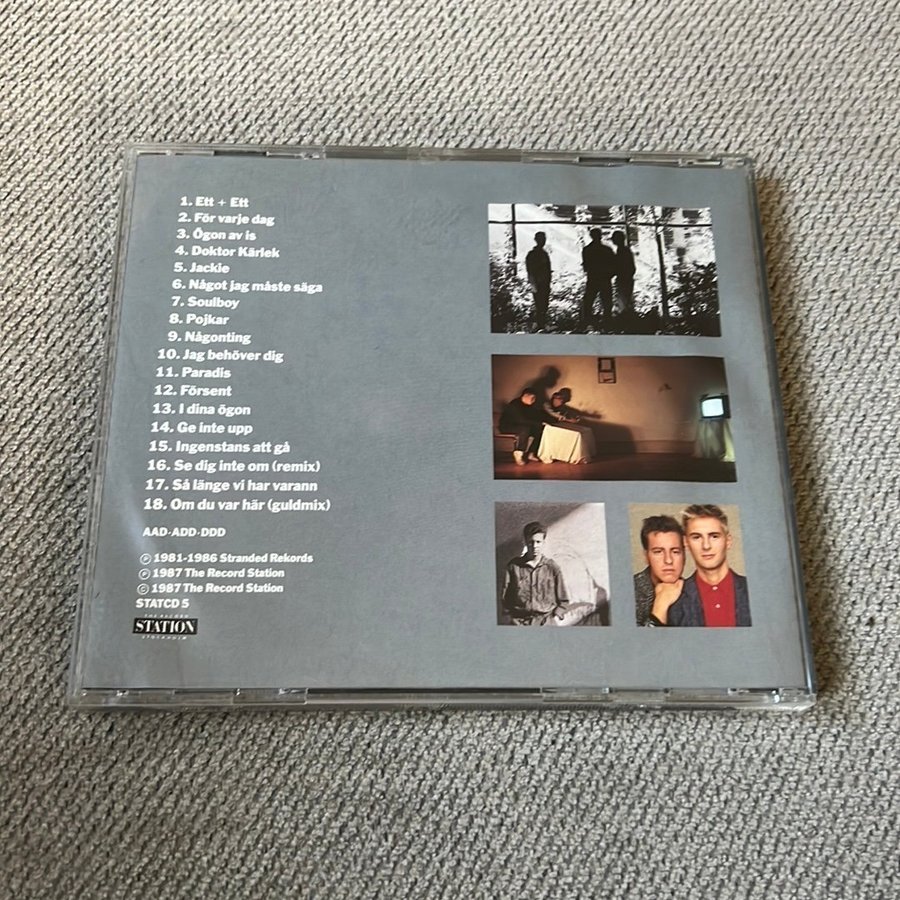 1. Ett + Ett
2. För varje dag
3. Ögon av is
4. Doktor Kärlek
5. Jackie
6. Något jag måste säga
7. Soulboy
8. Pojkar
9. Någonting
10. Jag behöver dig
11. Paradis
12. Försent
13. I dina ögon
14. Ge inte upp
15. Ingenstans att gå
16. Se dig inte om (remix)
17. Så länge vi har varann
18. Om du var här (guldmix)
AAD·ADD·DDD
Ⓟ 1981-1986 Stranded Rekords
Ⓟ 1987 The Record Station
© 1987 The Record Station
STATCD 5
THE RECORD
STATION
STOCKHOLM